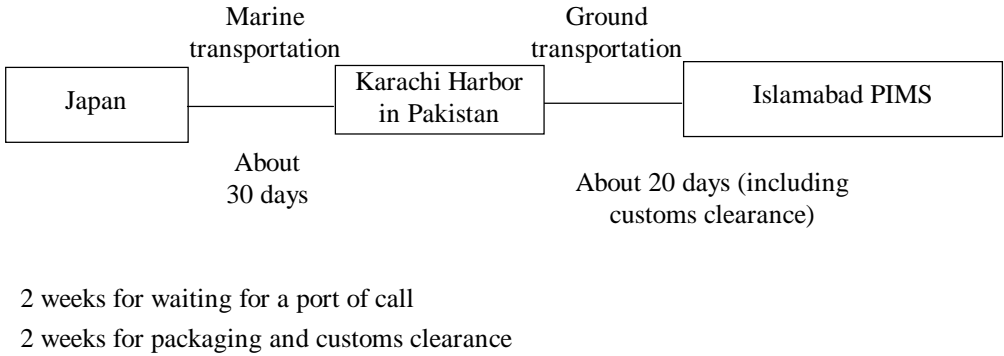 Marine
transportation
Ground
transportation
Japan
Karachi Harbor
in Pakistan
Islamabad PIMS
About
30 days
About 20 days (including
customs clearance)
2 weeks for waiting for a port of call
2 weeks for packaging and customs clearance